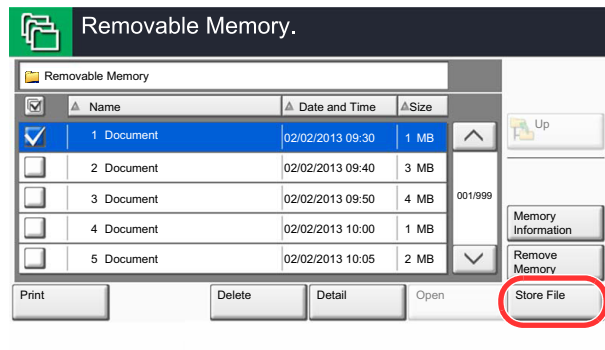 Removable Memory.
Removable Memory
Name Date and Time Size
1 Document 02/02/2013 09:30 1 MB
2 Document 02/02/2013 09:40 3 MB
3 Document 02/02/2013 09:50 4 MB
4 Document 02/02/2013 10:00 1 MB
5 Document 02/02/2013 10:05 2 MB
001/999
Up
Memory
Information
Remove
Memory
Print Delete Detail Open Store File